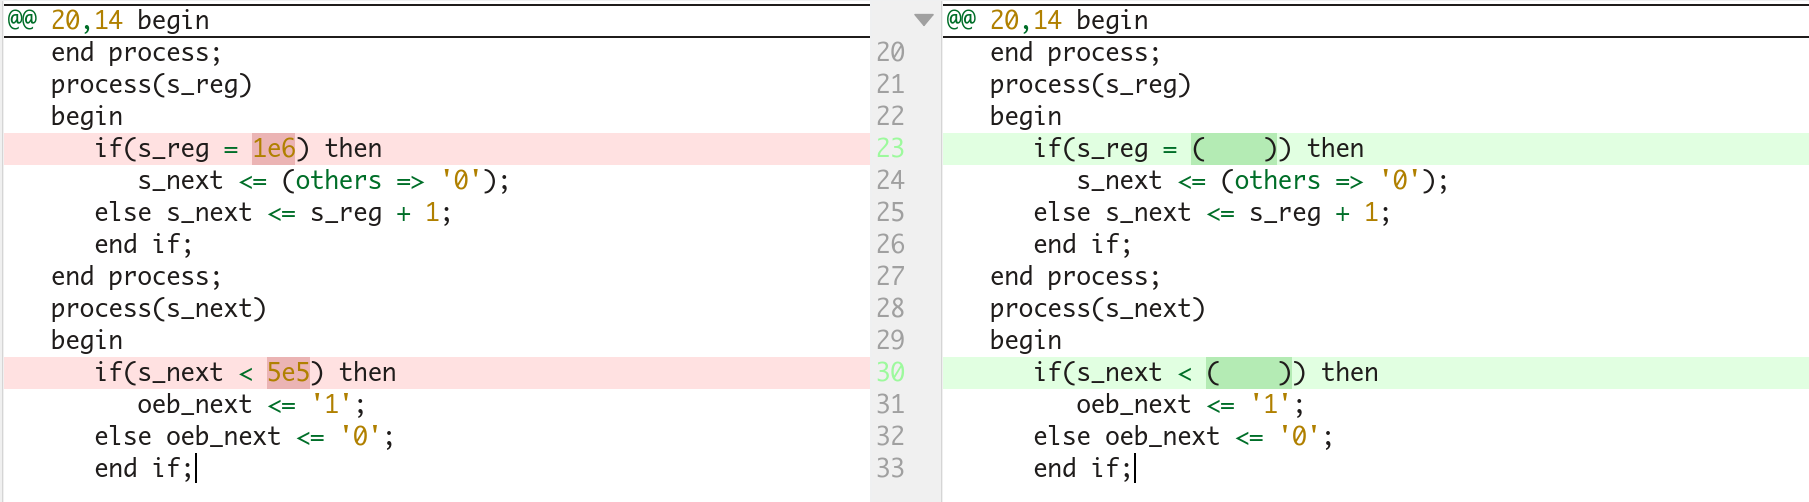 @@ 20,14 begin
end process;
process(s_reg)
begin
if(s_reg = 1e6) then
s_next <= (others => '0');
else s_next <= s_reg + 1;
end if;
end process;
process(s_next)
begin
if(s_next < 5e5) then
oeb_next <= '1';
else oeb_next <= '0';
end if;
@@ 20,14 begin
20 end process;
21 process(s_reg)
22 begin
23 if(s_reg = (    )) then
24 s_next <= (others => '0');
25 else s_next <= s_reg + 1;
26 end if;
27 end process;
28 process(s_next)
29 begin
30 if(s_next < (    )) then
31 oeb_next <= '1';
32 else oeb_next <= '0';
33 end if;